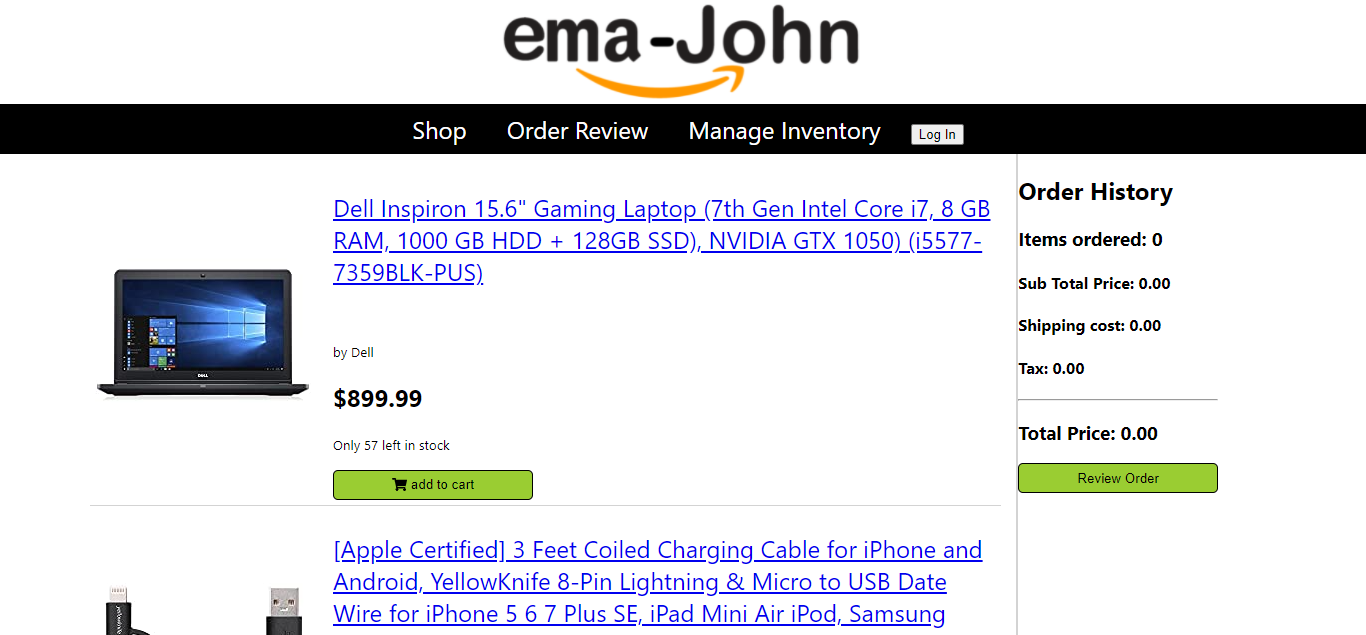 ema-John
Shop Order Review Manage Inventory Log In
Dell Inspiron 15.6" Gaming Laptop (7th Gen Intel Core i7, 8 GB
RAM, 1000 GB HDD + 128GB SSD), NVIDIA GTX 1050) (i5577-
7359BLK-PUS)
DELL
by Dell
$899.99
Only 57 left in stock
add to cart
[Apple Certified] 3 Feet Coiled Charging Cable for iPhone and
Android, YellowKnife 8-Pin Lightning & Micro to USB Date
Wire for iPhone 5 6 7 Plus SE, iPad Mini Air iPod, Samsung
Order History
Items ordered: 0
Sub Total Price: 0.00
Shipping cost: 0.00
Tax: 0.00
Total Price: 0.00
Review Order